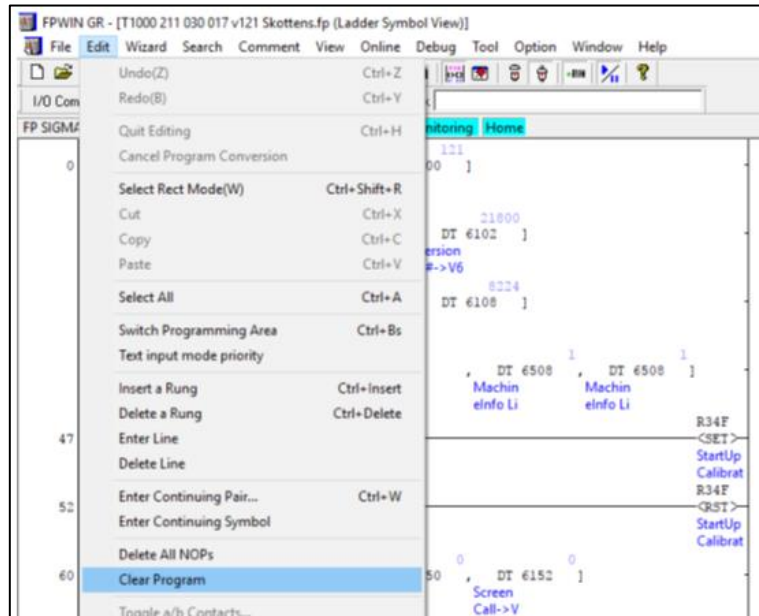 FPWIN GR - [T1000 211 030 017 v121 Skottens.fp (Ladder Symbol View)]
File Edit Wizard Search Comment View Online Debug Tool Option Window Help
I/O Com
FP SIGMA
nitoring Home
Undo(Z) Ctrl+Z
Redo(B) Ctrl+Y
Quit Editing Ctrl+H
Cancel Program Conversion
Select Rect Mode(W) Ctrl+Shift+R
Cut Ctrl+X
Copy Ctrl+C
Paste Ctrl+V
Select All Ctrl+A
Switch Programming Area Ctrl+Bs
Text input mode priority
Insert a Rung Ctrl+Insert
Delete a Rung Ctrl+Delete
Enter Line
Delete Line
Enter Continuing Pair... Ctrl+W
Enter Continuing Symbol
Delete All NOPs
Clear Program
Toggle a/b Contacts...
0
47
52
60
121
00 ]
21800
DT 6102 ]
ersion
#->V6
8224
DT 6108 ]
1 1
, DT 6508 , DT 6508 ]
Machin Machin
eInfo Li eInfo Li
R34F
<SET>
StartUp
Calibrat
R34F
<RST>
StartUp
Calibrat
0 0
50 , DT 6152 ]
Screen
Call->V